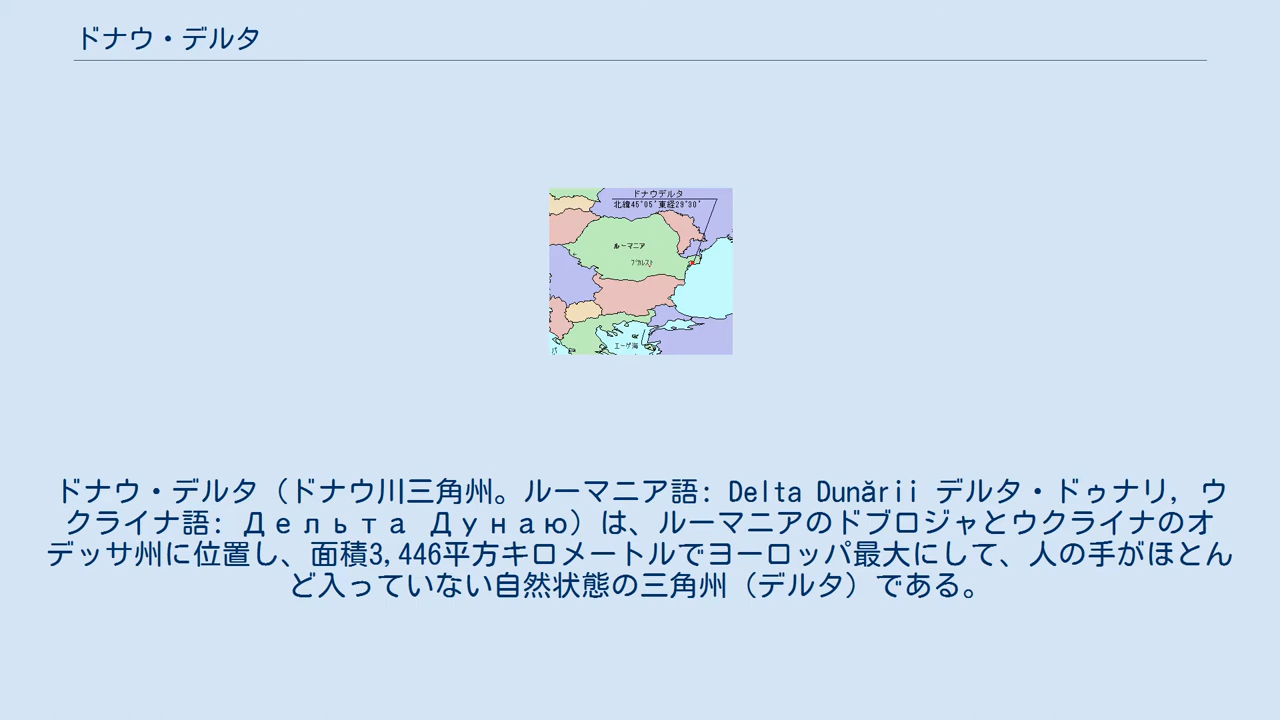 ドナウ・デルタ
ドナウデルタ
北緯45°05′東経29°30′
ルーマニア
ブカレスト
エーゲ海
ドナウ・デルタ（ドナウ川三角州。ルーマニア語: Delta Dunării デルタ・ドゥナリ, ウ
クライナ語: Дельта Дунаю）は、ルーマニアのドブロジャとウクライナのオ
デッサ州に位置し、面積3,446平方キロメートルでヨーロッパ最大にして、人の手がほとん
ど入っていない自然状態の三角州（デルタ）である。